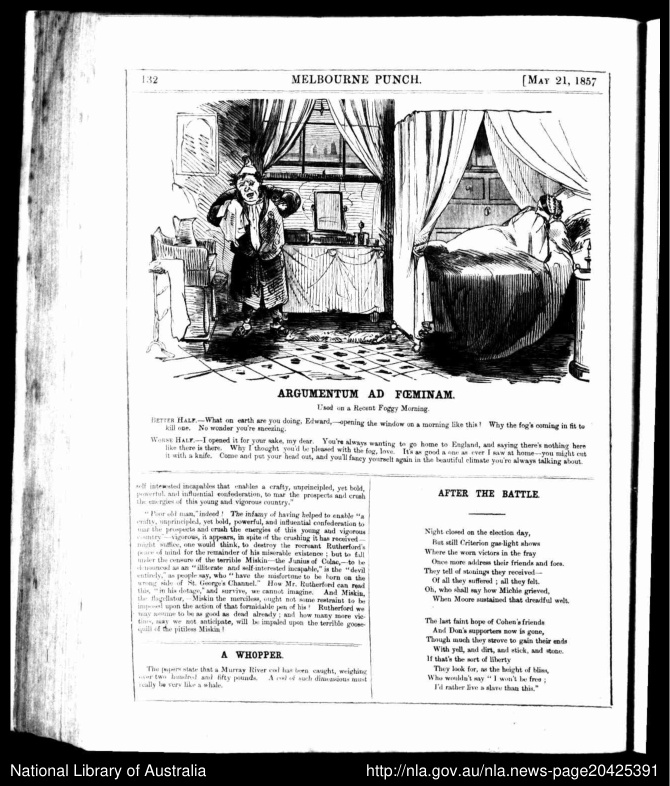 132
MELBOURNE PUNCH.
[MAY 21, 1857
ARGUMENTUM AD FŒMINAM.
Used on a Recent Foggy Morning.
BETTER HALF.—What on earth are you doing, Edward,—opening the window on a morning like this! Why the fog's coming in fit to
kill one. No wonder you're sneezing.
WORSE HALF.—I opened it for your sake, my dear. You're always wanting to go home to England, and saying there's nothing here
like there is there. Why I thought you'd be pleased with the fog, love. It's as good a one as ever I saw at home—you might cut
it with a knife. Come and put your head out, and you'll fancy yourself again in the beautiful climate you're always talking about.
self interested incapables that enables a crafty, unprincipled, yet bold,
powerful, and influential confederation, to mar the prospects and crush
the energies of this young and vigorous country."
"Poor old man," indeed! The infamy of having helped to enable "a
crafty, unprincipled, yet bold, powerful, and influential confederation to
mar the prospects and crush the energies of this young and vigorous
country"—vigorous, it appears, in spite of the crushing it has received—
might suffice, one would think, to destroy the recreant Rutherford's
peace of mind for the remainder of his miserable existence; but to fall
under the censure of the terrible Miskin—the Junius of Colac,—to be
denounced as an "illiterate and self-interested incapable," is the "devil
entirely," as people say, who "have the misfortune to be born on the
wrong side of St. George's Channel." How Mr. Rutherford can read
this, "in his dotage," and survive, we cannot imagine. And Miskin,
the flagellator, Miskin the merciless, ought not some restraint to be
imposed upon the action of that formidable pen of his! Rutherford we
may assume to be as good as dead already; and how many more vic-
tims, may we not anticipate, will be impaled upon the terrible goose-
quill of the pitiless Miskin!
A WHOPPER.
The papers state that a Murray River cod has been caught, weighing
over two hundred and fifty pounds. A cod of such dimensions must
really be very like a whale.
AFTER THE BATTLE.
Night closed on the election day,
But still Criterion gas-light shows
Where the worn victors in the fray
Once more address their friends and foes.
They tell of stonings they received—
Of all they suffered; all they felt.
Oh, who shall say how Michie grieved,
When Moore sustained that dreadful welt.
The last faint hope of Cohen's friends
And Don's supporters now is gone,
Though much they strove to gain their ends
With yell, and dirt, and stick, and stone.
If that's the sort of liberty
They look for, as the height of bliss,
Who wouldn't say "I won't be free;
I'd rather live a slave than this."
National Library of Australia
http://nla.gov.au/nla.news-page20425391